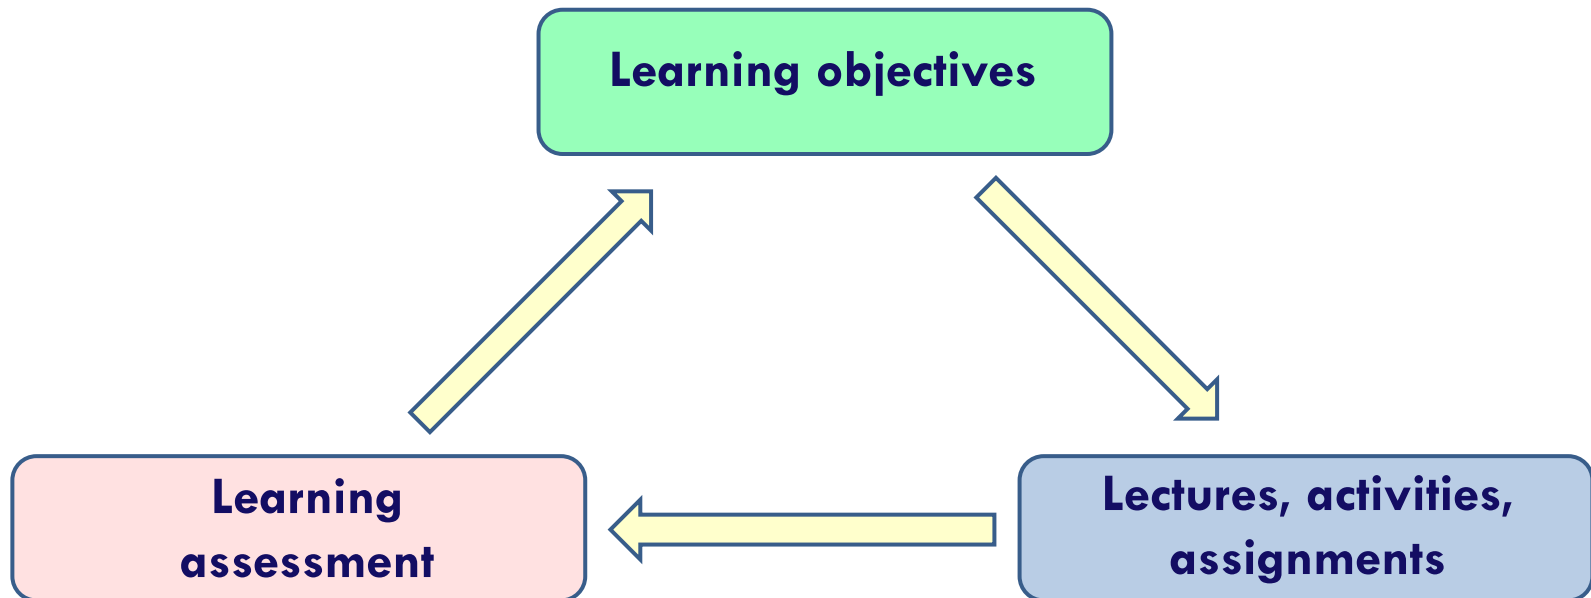 Learning objectives
Learning
assessment
Lectures, activities,
assignments